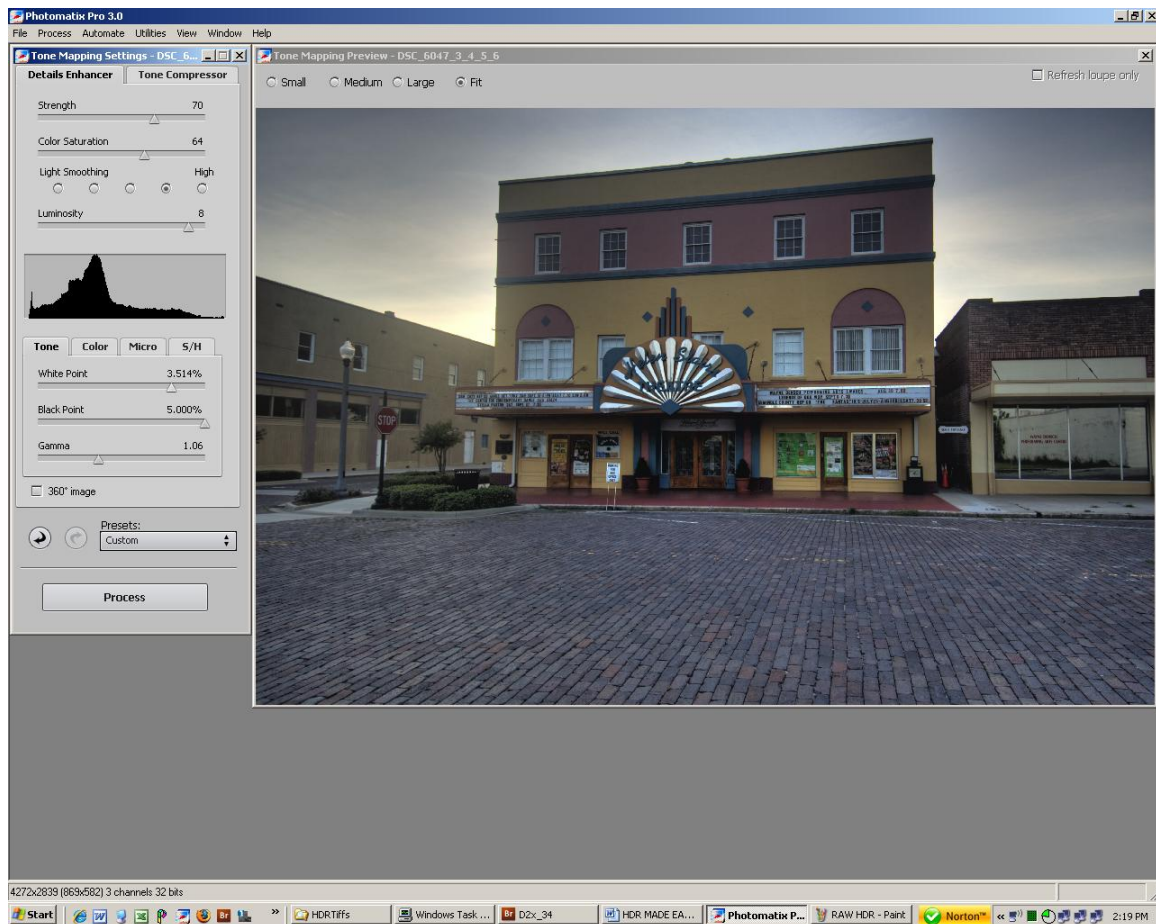 Photomatix Pro 3.0
File Process Automate Utilities View Window Help
Tone Mapping Settings - DSC_6...
Details Enhancer Tone Compressor
Strength 70
Color Saturation 64
Light Smoothing High
Luminosity 8
Tone Color Micro S/H
White Point 3.514%
Black Point 5.000%
Gamma 1.06
360° image
Presets:
Custom
Process
Tone Mapping Preview - DSC_6047_3_4_5_6
Small Medium Large Fit
Refresh loupe only
STOP
4272x2839 (869x582) 3 channels 32 bits
Start » HDRTiffs Windows Task ... Br D2x_34 HDR MADE EA... Photomatix P... RAW HDR - Paint Norton™ « 2:19 PM